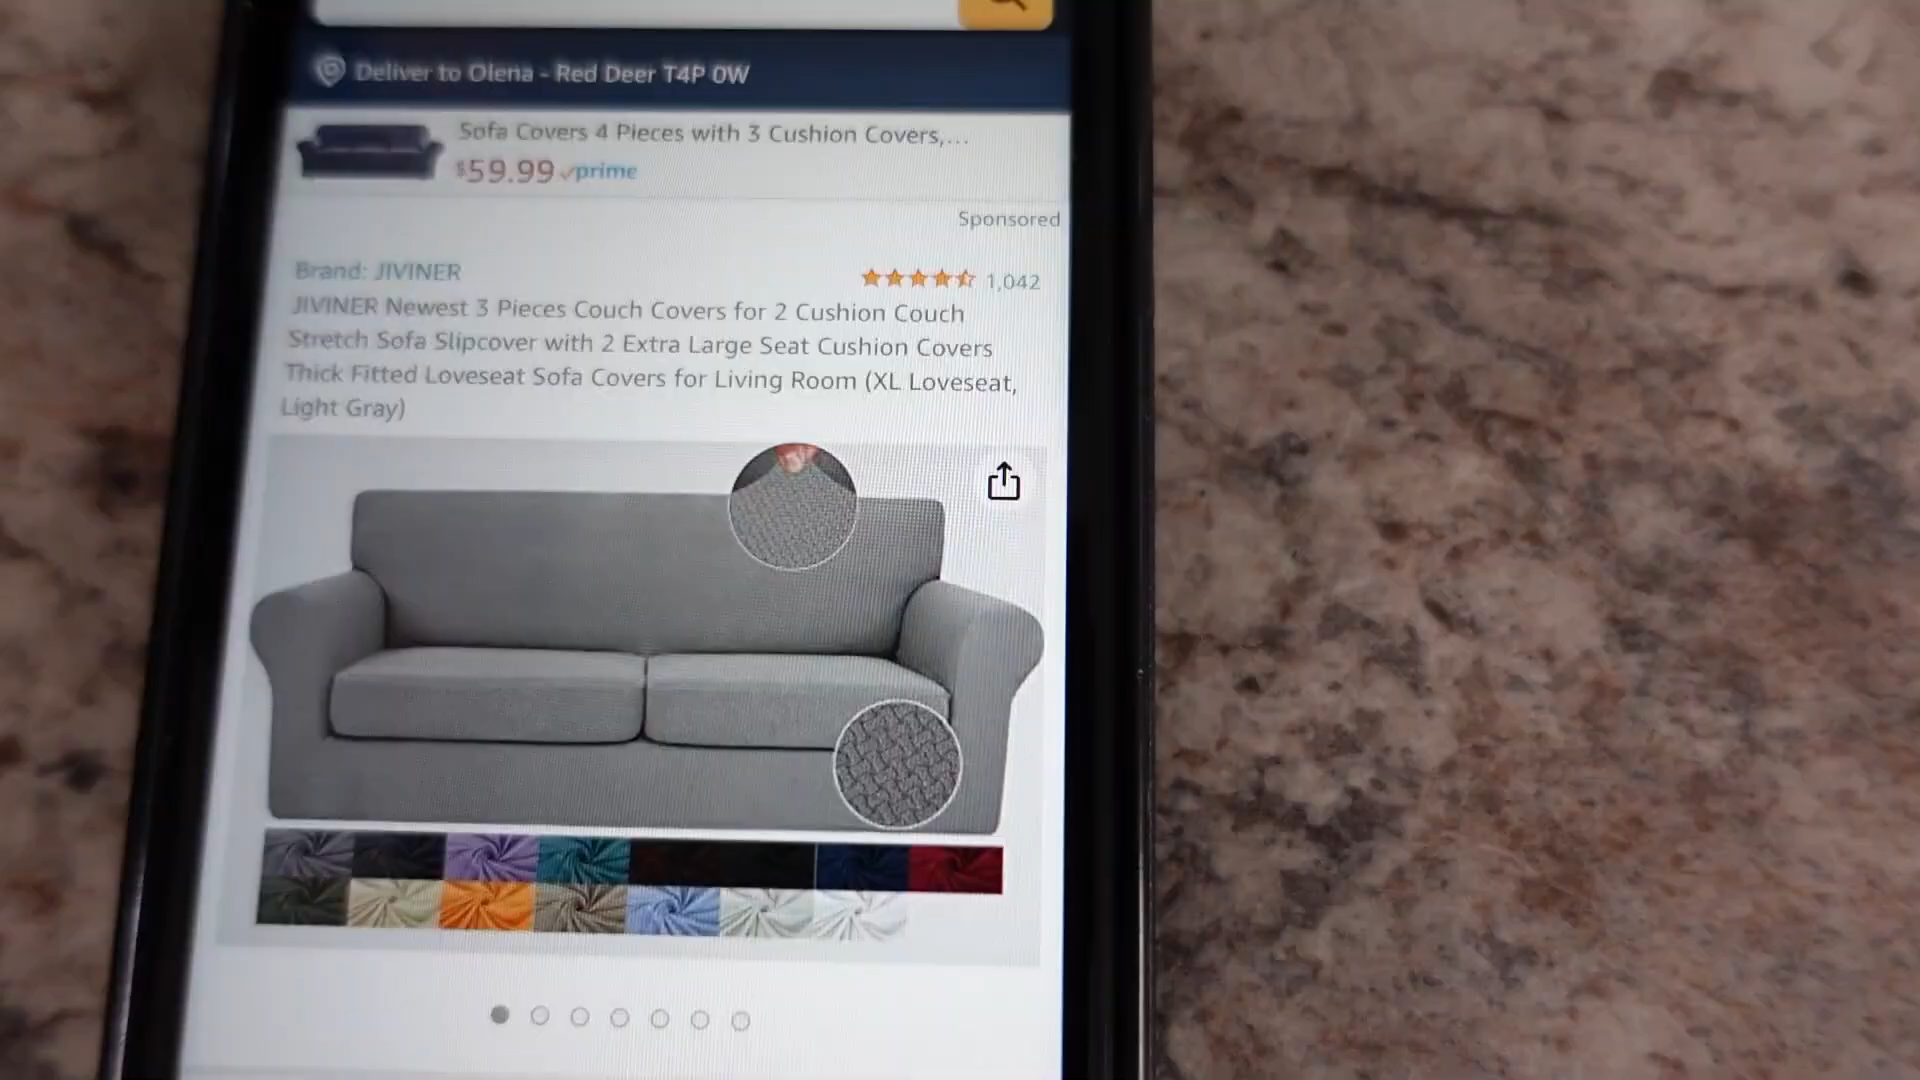 Deliver to Olena - Red Deer T4P 0W
Sofa Covers 4 Pieces with 3 Cushion Covers,...
$59.99 prime
Sponsored
Brand: JIVINER
1,042
JIVINER Newest 3 Pieces Couch Covers for 2 Cushion Couch
Stretch Sofa Slipcover with 2 Extra Large Seat Cushion Covers
Thick Fitted Loveseat Sofa Covers for Living Room (XL Loveseat,
Light Gray)